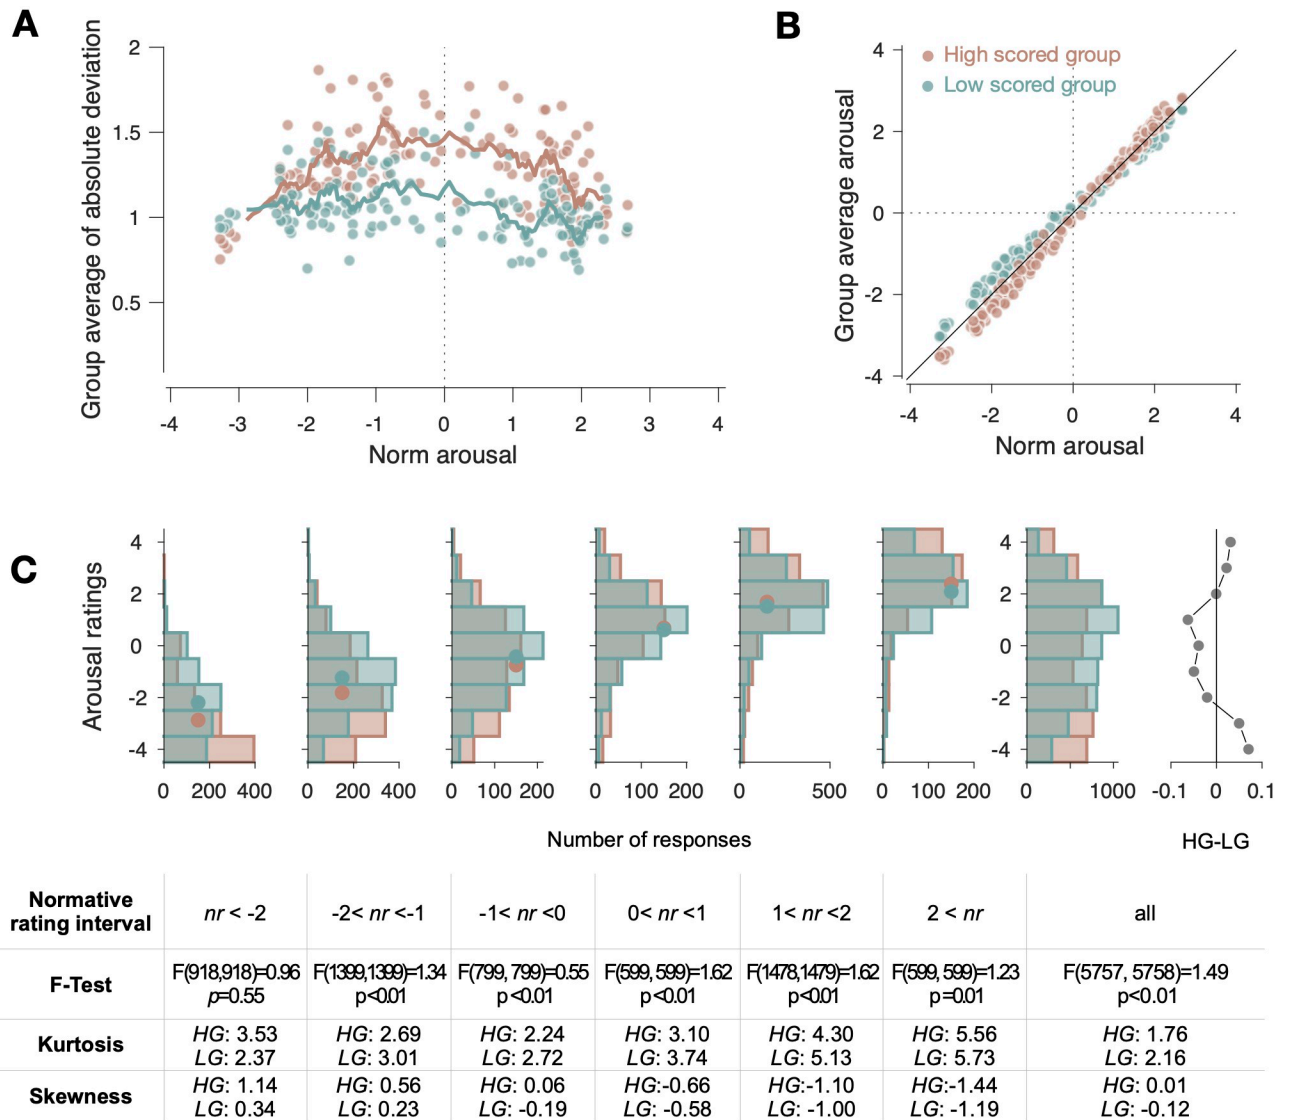 A
B
Group average of absolute deviation
2
1.5
1
0.5
-4 -3 -2 -1 0 1 2 3 4
Norm arousal
High scored group
Low scored group
Group average arousal
4
2
0
-2
-4
-4 -2 0 2 4
Norm arousal
C
Arousal ratings
4
2
0
-2
-4
4
2
0
-2
-4
0 200 400 0 200 400 0 100 200 0 100 200 0 500 0 100 200 0 1000 -0.1 0 0.1
Number of responses
HG-LG
Normative
rating interval
nr < -2
-2< nr <-1
-1< nr <0
0< nr <1
1< nr <2
2 < nr
all
F-Test
F(918,918)=0.96
p=0.55
F(1399,1399)=1.34
p<0.01
F(799, 799)=0.55
p<0.01
F(599, 599)=1.62
p<0.01
F(1478,1479)=1.62
p<0.01
F(599, 599)=1.23
p=0.01
F(5757, 5758)=1.49
p<0.01
Kurtosis
HG: 3.53
LG: 2.37
HG: 2.69
LG: 3.01
HG: 2.24
LG: 2.72
HG: 3.10
LG: 3.74
HG: 4.30
LG: 5.13
HG: 5.56
LG: 5.73
HG: 1.76
LG: 2.16
Skewness
HG: 1.14
LG: 0.34
HG: 0.56
LG: 0.23
HG: 0.06
LG: -0.19
HG:-0.66
LG: -0.58
HG:-1.10
LG: -1.00
HG:-1.44
LG: -1.19
HG: 0.01
LG: -0.12